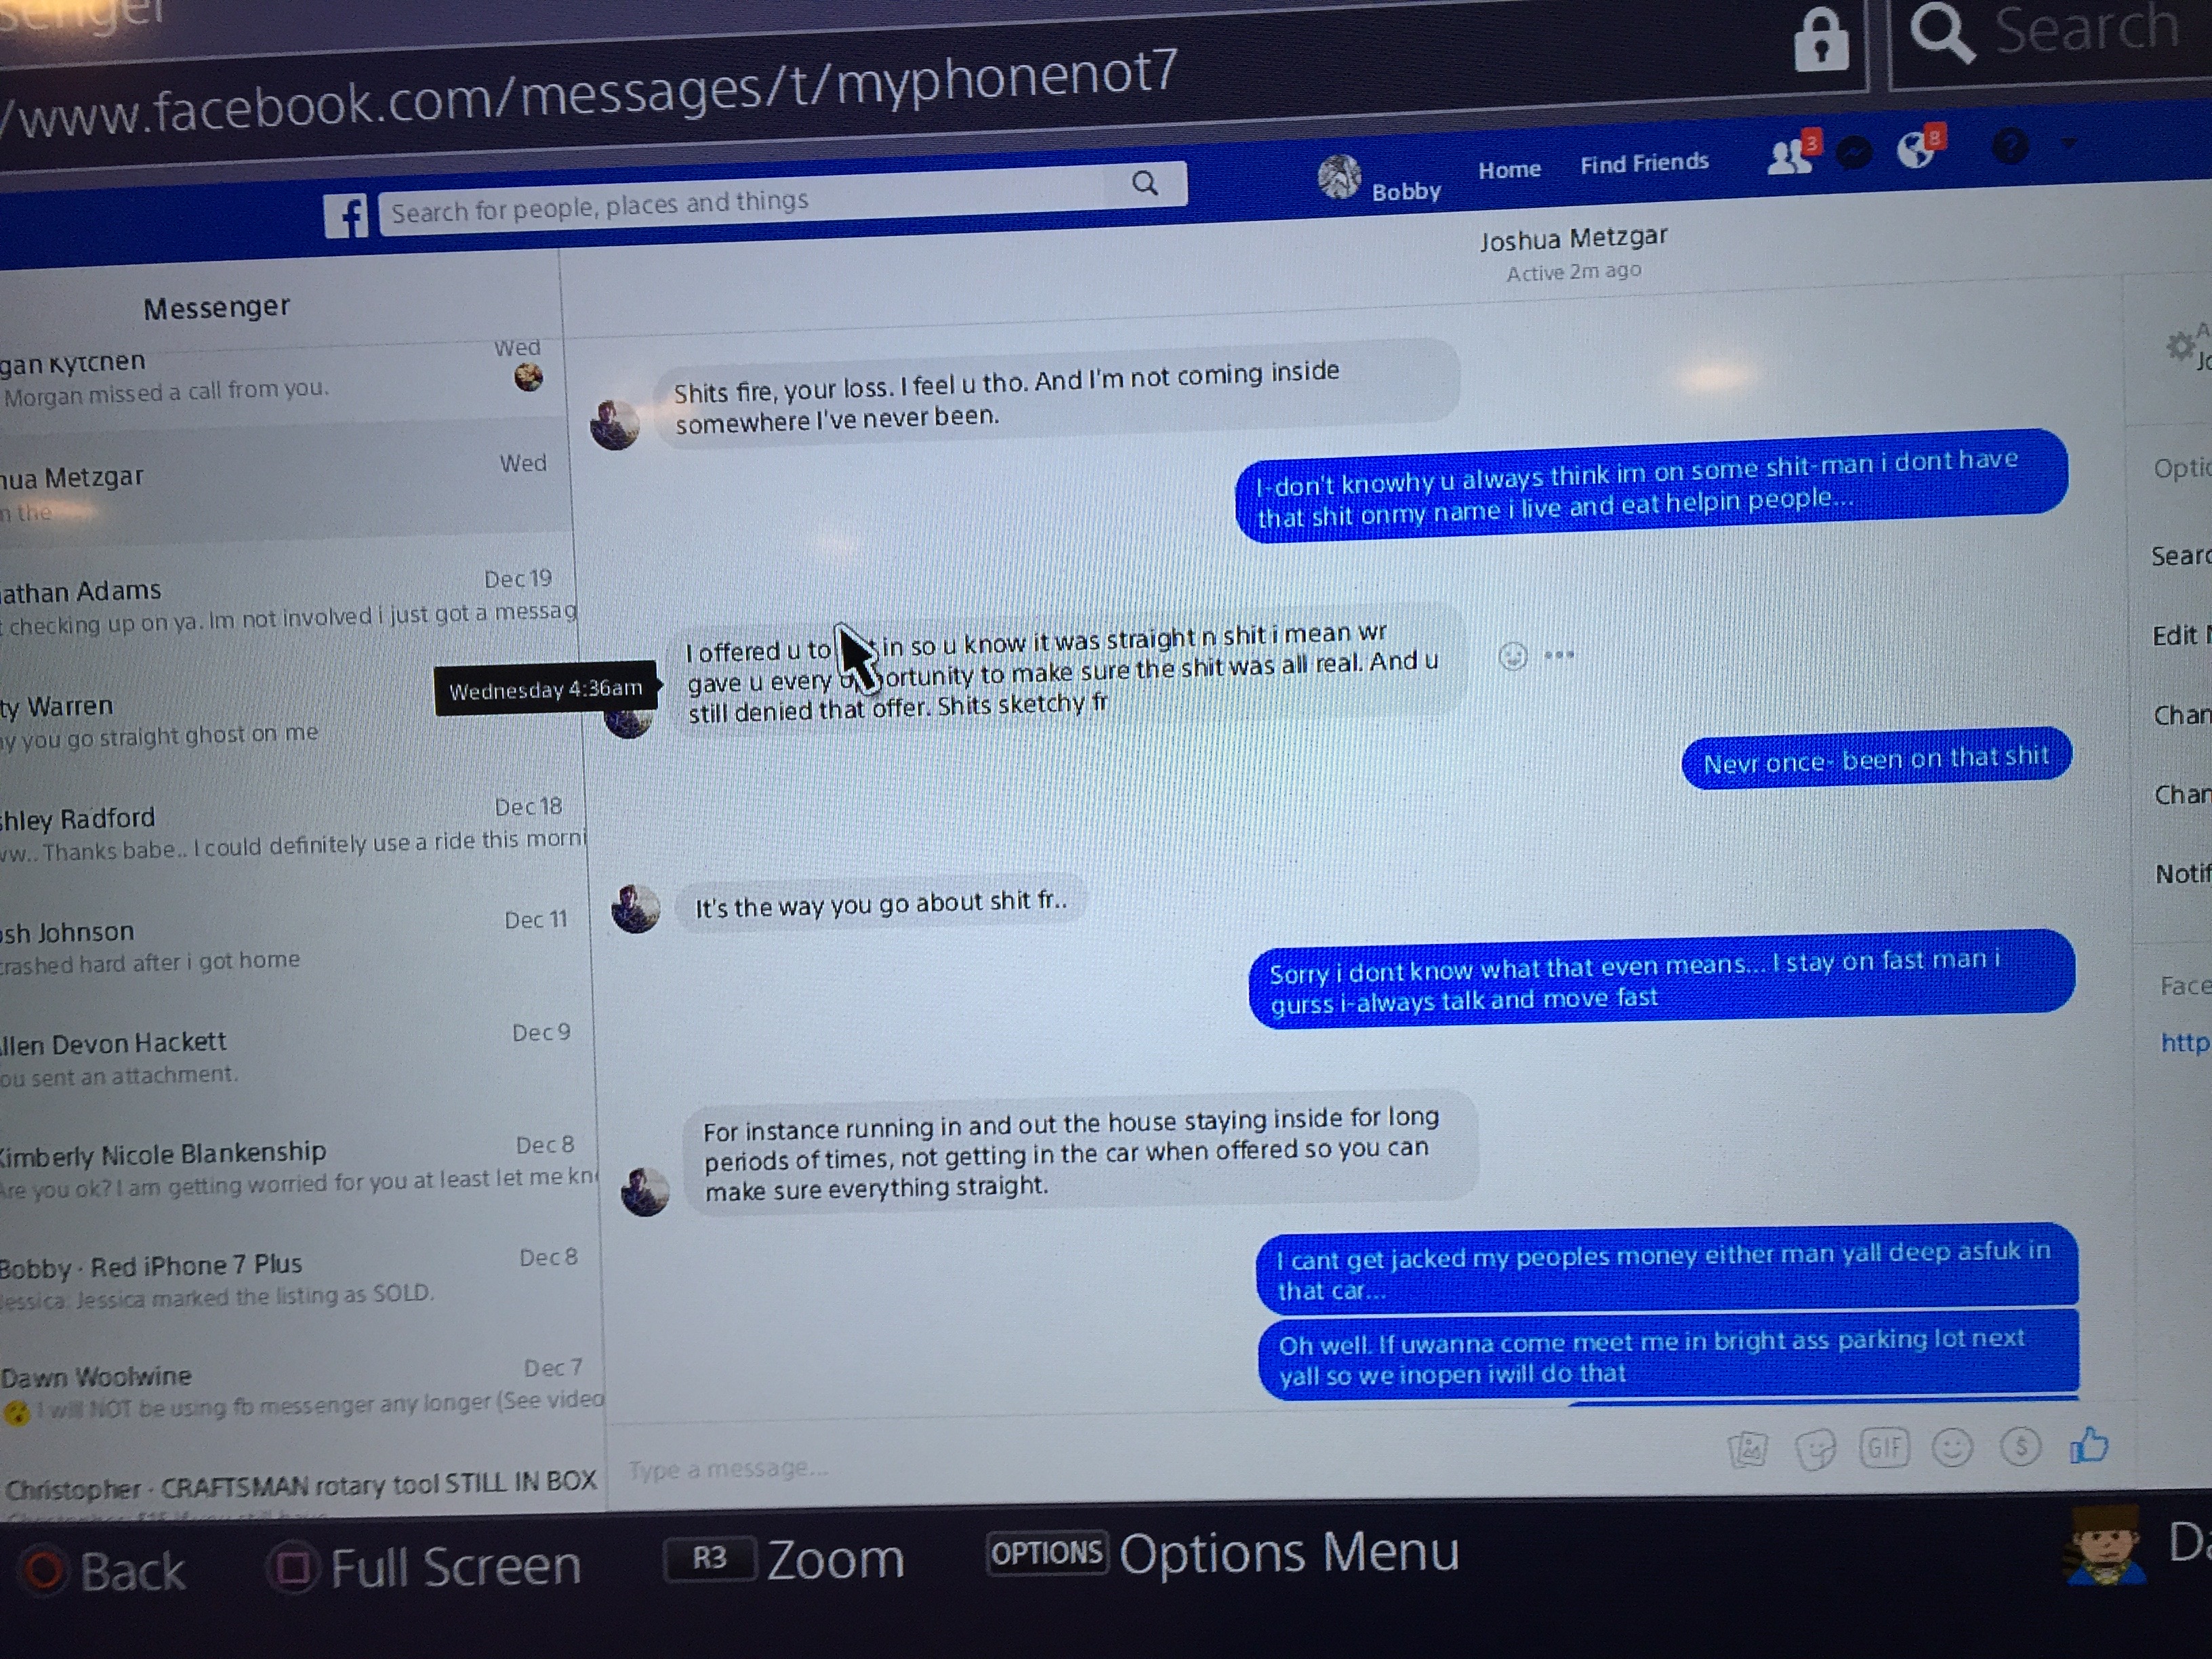 senger
/www.facebook.com/messages/t/myphonenot7
Search
Search for people, places and things
Bobby
Home
Find Friends
3
8
Messenger
Joshua Metzgar
Active 2m ago
gan Kytchen
Wed
Morgan missed a call from you.
hua Metzgar
Wed
n the
athan Adams
Dec 19
t checking up on ya. Im not involved i just got a messag
ty Warren
hy you go straight ghost on me
shley Radford
Dec 18
ww.. Thanks babe.. I could definitely use a ride this morni
osh Johnson
Dec 11
crashed hard after i got home
llen Devon Hackett
Dec 9
ou sent an attachment.
Kimberly Nicole Blankenship
Dec 8
Are you ok? I am getting worried for you at least let me kn
Bobby · Red iPhone 7 Plus
Dec 8
Jessica: Jessica marked the listing as SOLD.
Dawn Woolwine
Dec 7
I will NOT be using fb messenger any longer (See video
Christopher · CRAFTSMAN rotary tool STILL IN BOX
Shits fire, your loss. I feel u tho. And I'm not coming inside
somewhere I've never been.
I-don't knowhy u always think im on some shit-man i dont have
that shit onmy name i live and eat helpin people...
Wednesday 4:36am
I offered u to in so u know it was straight n shit i mean wr
gave u every ortunity to make sure the shit was all real. And u
still denied that offer. Shits sketchy fr
Nevr once- been on that shit
It's the way you go about shit fr..
Sorry i dont know what that even means... I stay on fast man i
gurss i-always talk and move fast
For instance running in and out the house staying inside for long
periods of times, not getting in the car when offered so you can
make sure everything straight.
I cant get jacked my peoples money either man yall deep asfuk in
that car...
Oh well. If uwanna come meet me in bright ass parking lot next
yall so we inopen iwill do that
Type a message...
GIF
A
Jo
Optio
Searc
Edit N
Chan
Chan
Notif
Face
http
Back
Full Screen
R3 Zoom
OPTIONS Options Menu
Da